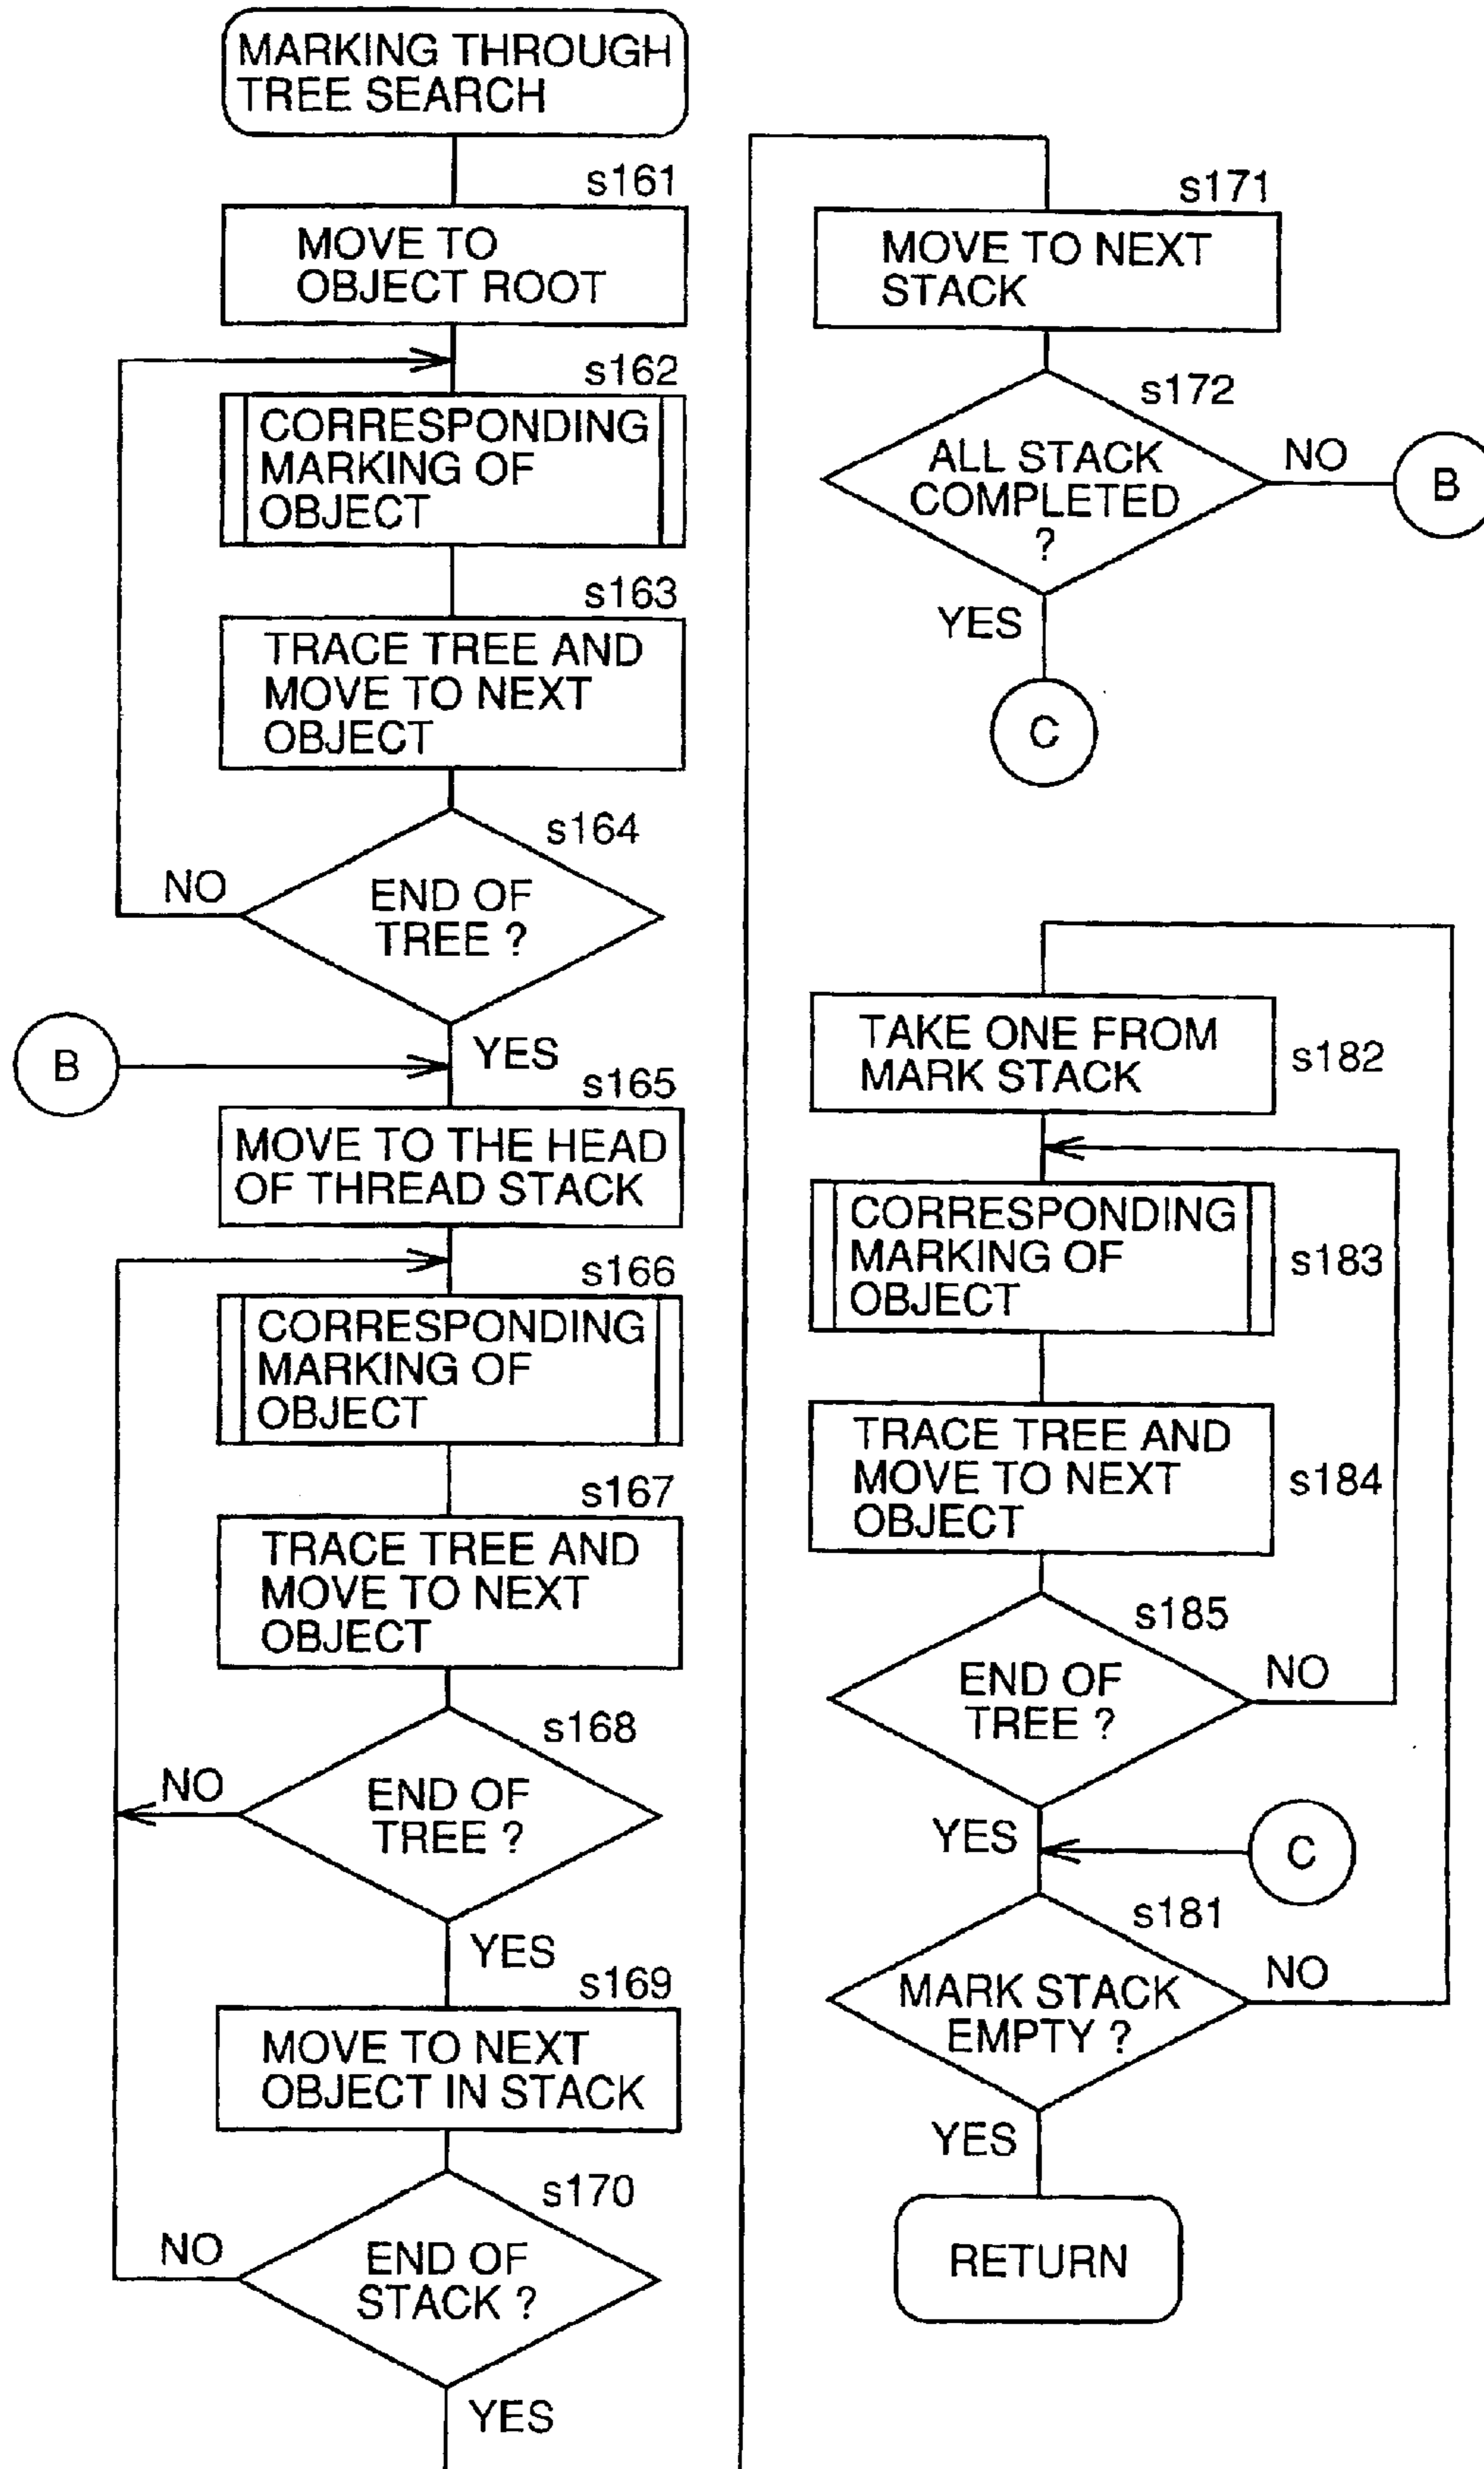 MARKING THROUGH
TREE SEARCH
s161
MOVE TO
OBJECT ROOT
s162
CORRESPONDING
MARKING OF
OBJECT
s163
TRACE TREE AND
MOVE TO NEXT
OBJECT
s164
NO
END OF
TREE ?
B
YES
s165
MOVE TO THE HEAD
OF THREAD STACK
s166
CORRESPONDING
MARKING OF
OBJECT
s167
TRACE TREE AND
MOVE TO NEXT
OBJECT
s168
NO
END OF
TREE ?
YES
s169
MOVE TO NEXT
OBJECT IN STACK
s170
NO
END OF
STACK ?
YES
s171
MOVE TO NEXT
STACK
s172
ALL STACK
COMPLETED
?
NO
B
YES
C
TAKE ONE FROM
MARK STACK
s182
CORRESPONDING
MARKING OF
OBJECT
s183
TRACE TREE AND
MOVE TO NEXT
OBJECT
s184
s185
END OF
TREE ?
NO
YES
C
s181
MARK STACK
EMPTY ?
NO
YES
RETURN